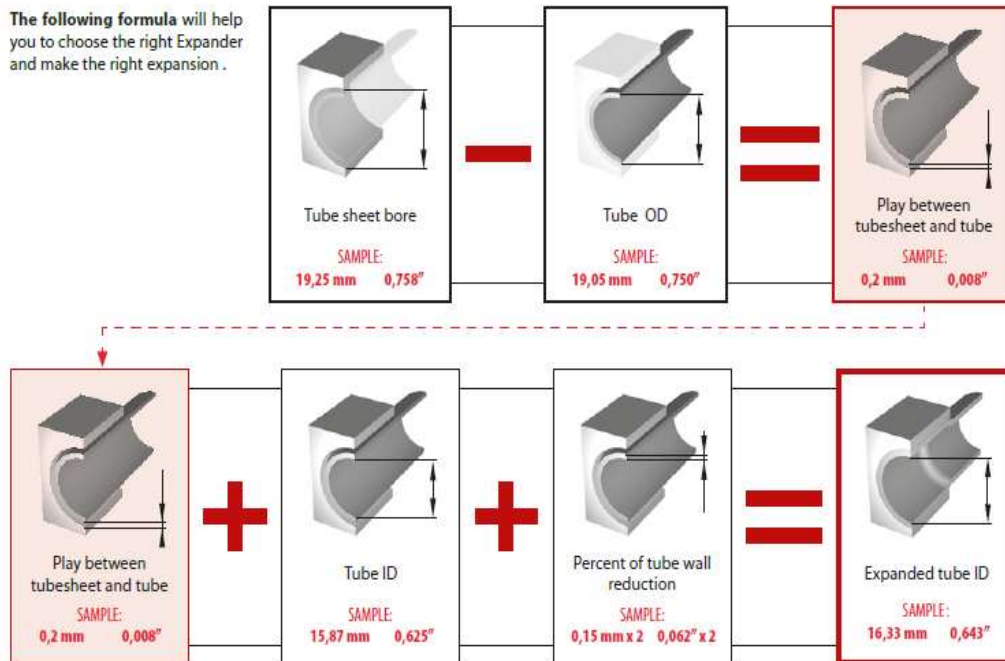 The following formula will help
you to choose the right Expander
and make the right expansion .
Tube sheet bore
SAMPLE:
19,25 mm 0,758"
Tube OD
SAMPLE:
19,05 mm 0,750"
Play between
tubesheet and tube
SAMPLE:
0,2 mm 0,008"
Play between
tubesheet and tube
SAMPLE:
0,2 mm 0,008"
Tube ID
SAMPLE:
15,87 mm 0,625"
Percent of tube wall
reduction
SAMPLE:
0,15 mm x 2 0,062" x 2
Expanded tube ID
SAMPLE:
16,33 mm 0,643"